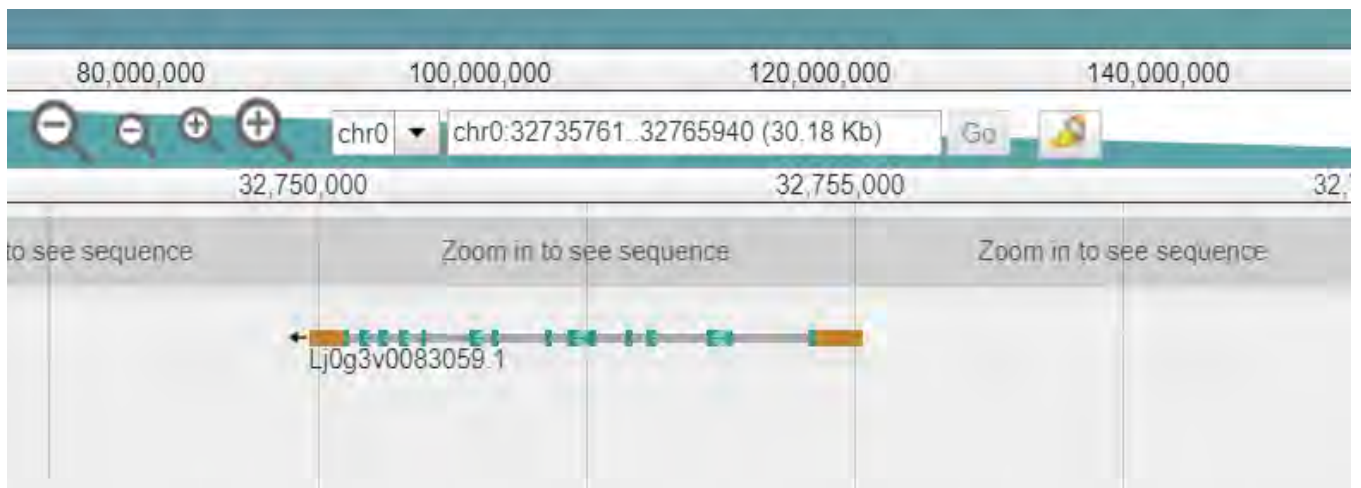 80,000,000 100,000,000 120,000,000 140,000,000
chr0 chr0:32735761..32765940 (30.18 Kb) Go
32,750,000 32,755,000 32,
to see sequence Zoom in to see sequence Zoom in to see sequence
Lj0g3v0083059.1